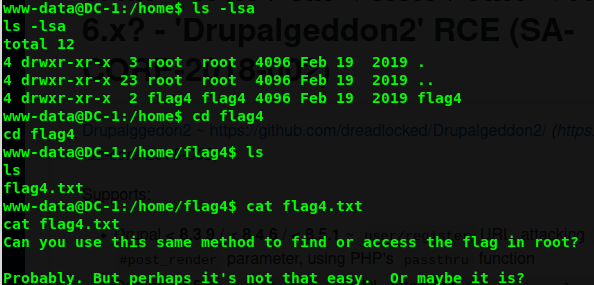 www-data@DC-1:/home$ ls -lsa
ls -lsa
total 12
4 drwxr-xr-x  3 root  root  4096 Feb 19  2019 .
4 drwxr-xr-x 23 root  root  4096 Feb 19  2019 ..
4 drwxr-xr-x  2 flag4 flag4 4096 Feb 19  2019 flag4
www-data@DC-1:/home$ cd flag4
cd flag4
www-data@DC-1:/home/flag4$ ls
ls
flag4.txt
www-data@DC-1:/home/flag4$ cat flag4.txt
cat flag4.txt
Can you use this same method to find or access the flag in root?
Probably. But perhaps it's not that easy.  Or maybe it is?
6.x? - 'Drupalgeddon2' RCE (SA-
Drupalggedon2 ~ https://github.com/dreadlocked/Drupalgeddon2/ (https
Supports:
URL, attacking
#post_render parameter, using PHP's passthru function